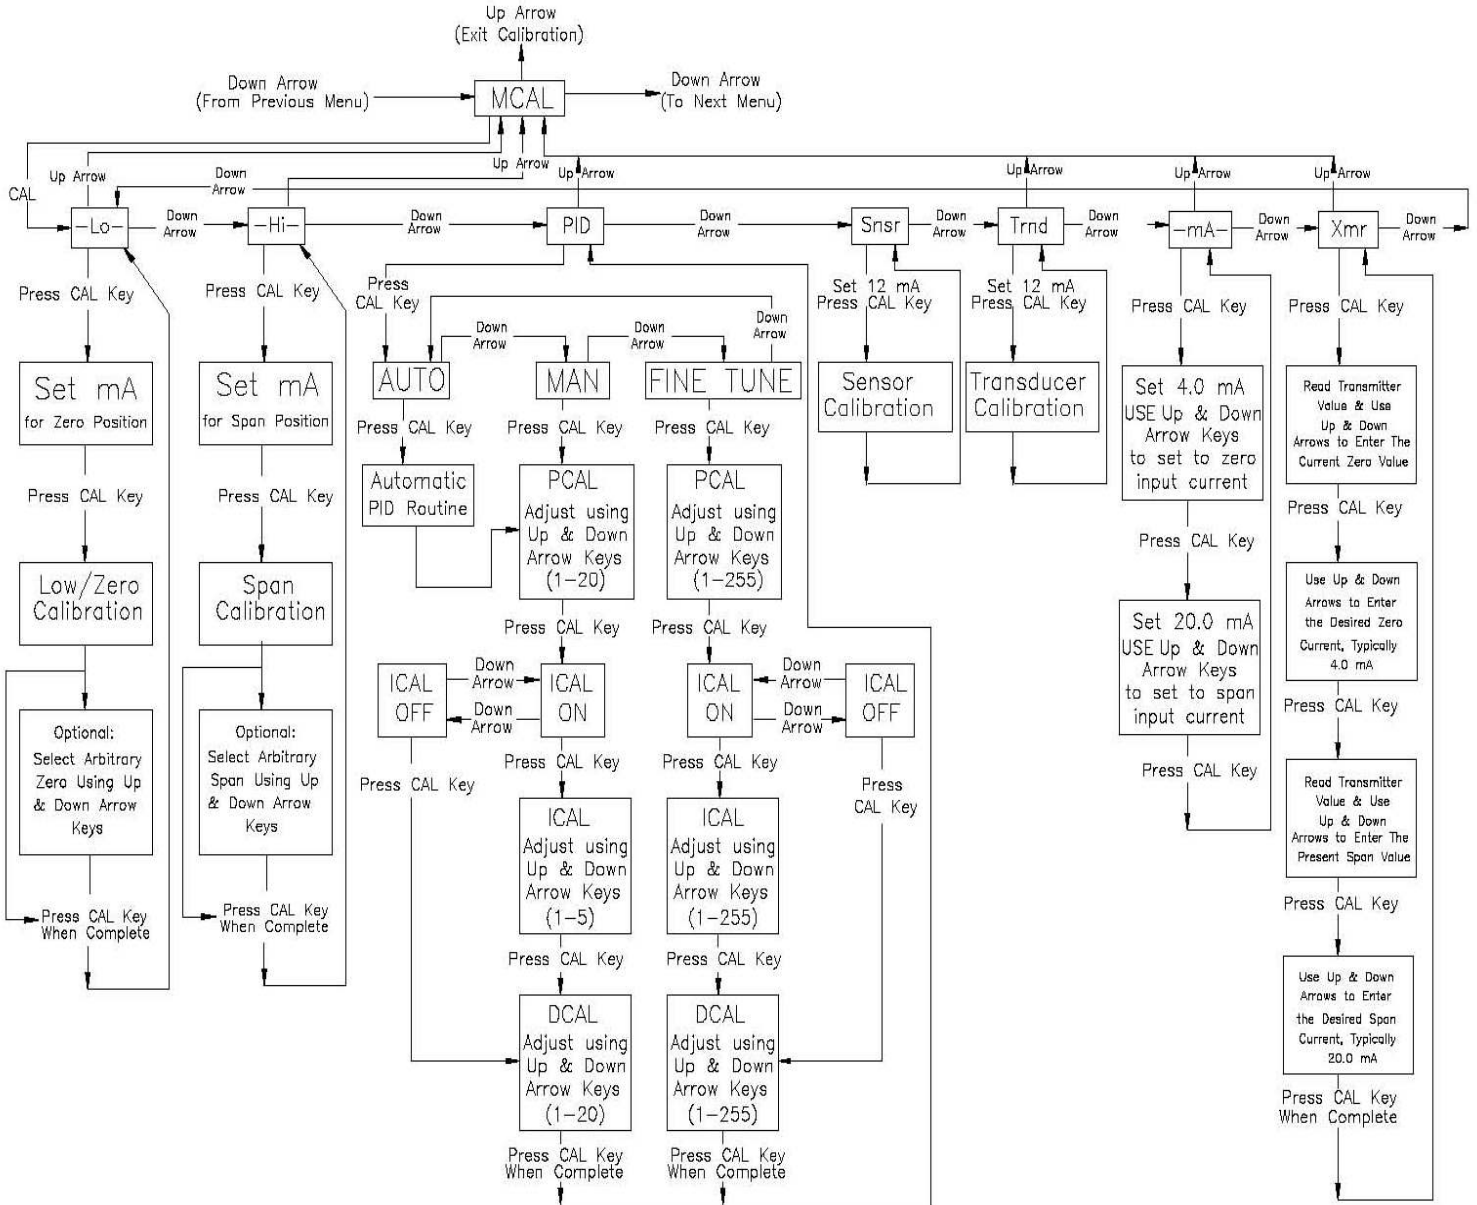 Up Arrow
(Exit Calibration)
Down Arrow
(From Previous Menu)
MCAL
Down Arrow
(To Next Menu)
CAL
Up Arrow
Down
Arrow
Up Arrow
Up Arrow
Up Arrow
Up Arrow
Up Arrow
-Lo-
Down
Arrow
-Hi-
Down
Arrow
PID
Down
Arrow
Snsr
Down
Arrow
Trnd
Down
Arrow
-mA-
Down
Arrow
Xmr
Down
Arrow
Press CAL Key
Set mA
for Zero Position
Press CAL Key
Low/Zero
Calibration
Optional:
Select Arbitrary
Zero Using Up
& Down Arrow
Keys
Press CAL Key
When Complete
Press CAL Key
Set mA
for Span Position
Press CAL Key
Span
Calibration
Optional:
Select Arbitrary
Span Using Up
& Down Arrow
Keys
Press CAL Key
When Complete
Press
CAL Key
Down
Arrow
Down
Arrow
Down
Arrow
AUTO
MAN
FINE TUNE
Press CAL Key
Automatic
PID Routine
Press CAL Key
PCAL
Adjust using
Up & Down
Arrow Keys
(1-20)
Press CAL Key
ICAL
OFF
Down
Arrow
Down
Arrow
ICAL
ON
Press CAL Key
Press CAL Key
ICAL
Adjust using
Up & Down
Arrow Keys
(1-5)
Press CAL Key
DCAL
Adjust using
Up & Down
Arrow Keys
(1-20)
Press CAL Key
When Complete
Press CAL Key
PCAL
Adjust using
Up & Down
Arrow Keys
(1-255)
Press CAL Key
ICAL
ON
Down
Arrow
Down
Arrow
ICAL
OFF
Press CAL Key
Press
CAL Key
ICAL
Adjust using
Up & Down
Arrow Keys
(1-255)
Press CAL Key
DCAL
Adjust using
Up & Down
Arrow Keys
(1-255)
Press CAL Key
When Complete
Set 12 mA
Press CAL Key
Sensor
Calibration
Set 12 mA
Press CAL Key
Transducer
Calibration
Press CAL Key
Set 4.0 mA
USE Up & Down
Arrow Keys
to set to zero
input current
Press CAL Key
Set 20.0 mA
USE Up & Down
Arrow Keys
to set to span
input current
Press CAL Key
Press CAL Key
Read Transmitter
Value & Use
Up & Down
Arrows to Enter The
Current Zero Value
Press CAL Key
Use Up & Down
Arrows to Enter
the Desired Zero
Current, Typically
4.0 mA
Press CAL Key
Read Transmitter
Value & Use
Up & Down
Arrows to Enter The
Present Span Value
Press CAL Key
Use Up & Down
Arrows to Enter
the Desired Span
Current, Typically
20.0 mA
Press CAL Key
When Complete